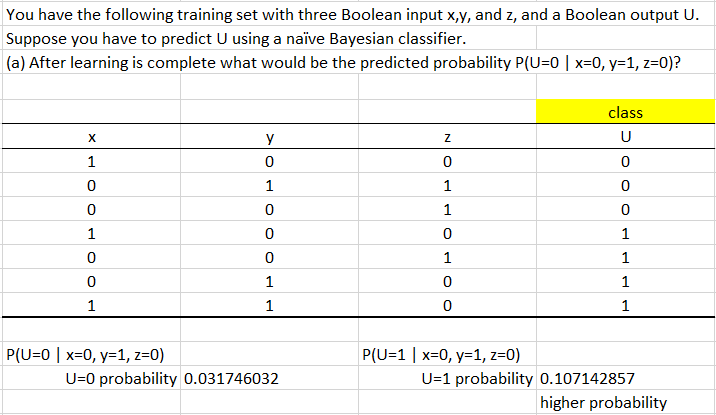 You have the following training set with three Boolean input x,y, and z, and a Boolean output U.
Suppose you have to predict U using a naïve Bayesian classifier.
(a) After learning is complete what would be the predicted probability P(U=0 | x=0, y=1, z=0)?
class
x y z U
1 0 0 0
0 1 1 0
0 0 1 0
1 0 0 1
0 0 1 1
0 1 0 1
1 1 0 1
P(U=0 | x=0, y=1, z=0) P(U=1 | x=0, y=1, z=0)
U=0 probability 0.031746032 U=1 probability 0.107142857
higher probability